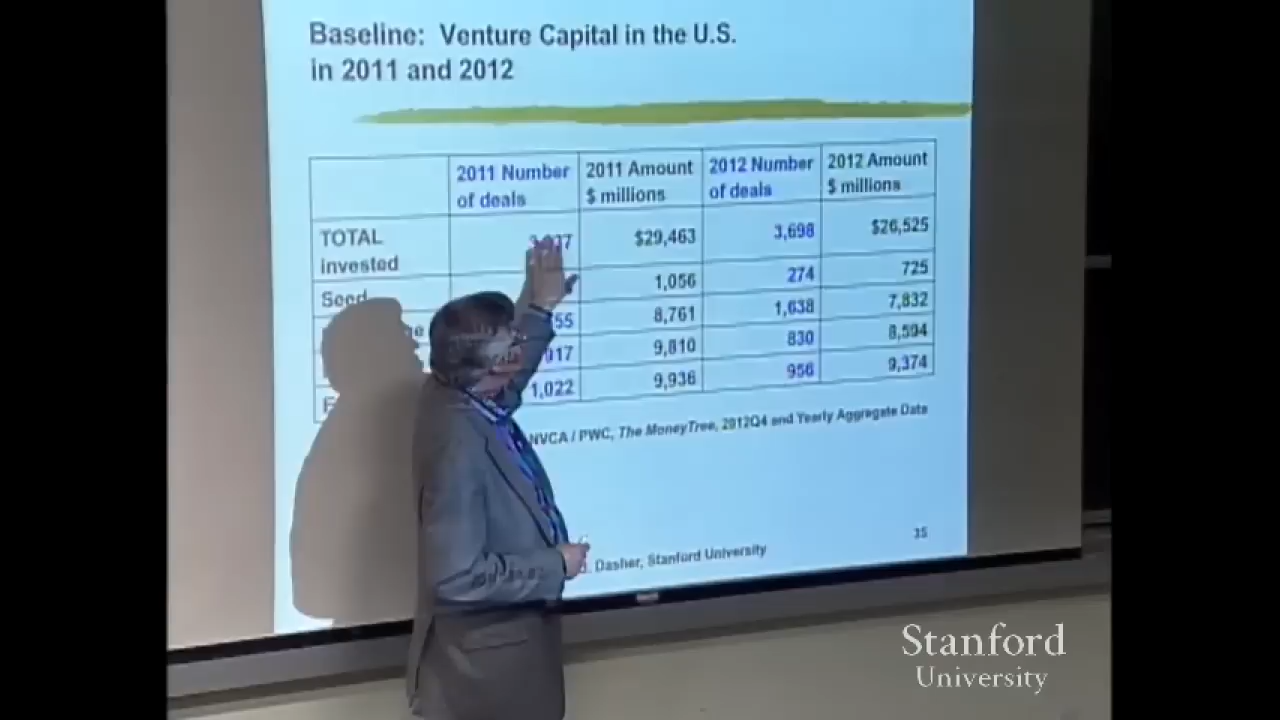 Baseline: Venture Capital in the U.S.
in 2011 and 2012
2011 Number of deals 2011 Amount $ millions 2012 Number of deals 2012 Amount $ millions
TOTAL invested $29,463 3,698 $26,525
Seed 1,056 274 725
55 8,761 1,638 7,832
917 9,810 830 8,594
1,022 9,936 956 9,374
NVCA / PWC, The MoneyTree, 2012Q4 and Yearly Aggregate Data
Dasher, Stanford University
35
Stanford
University